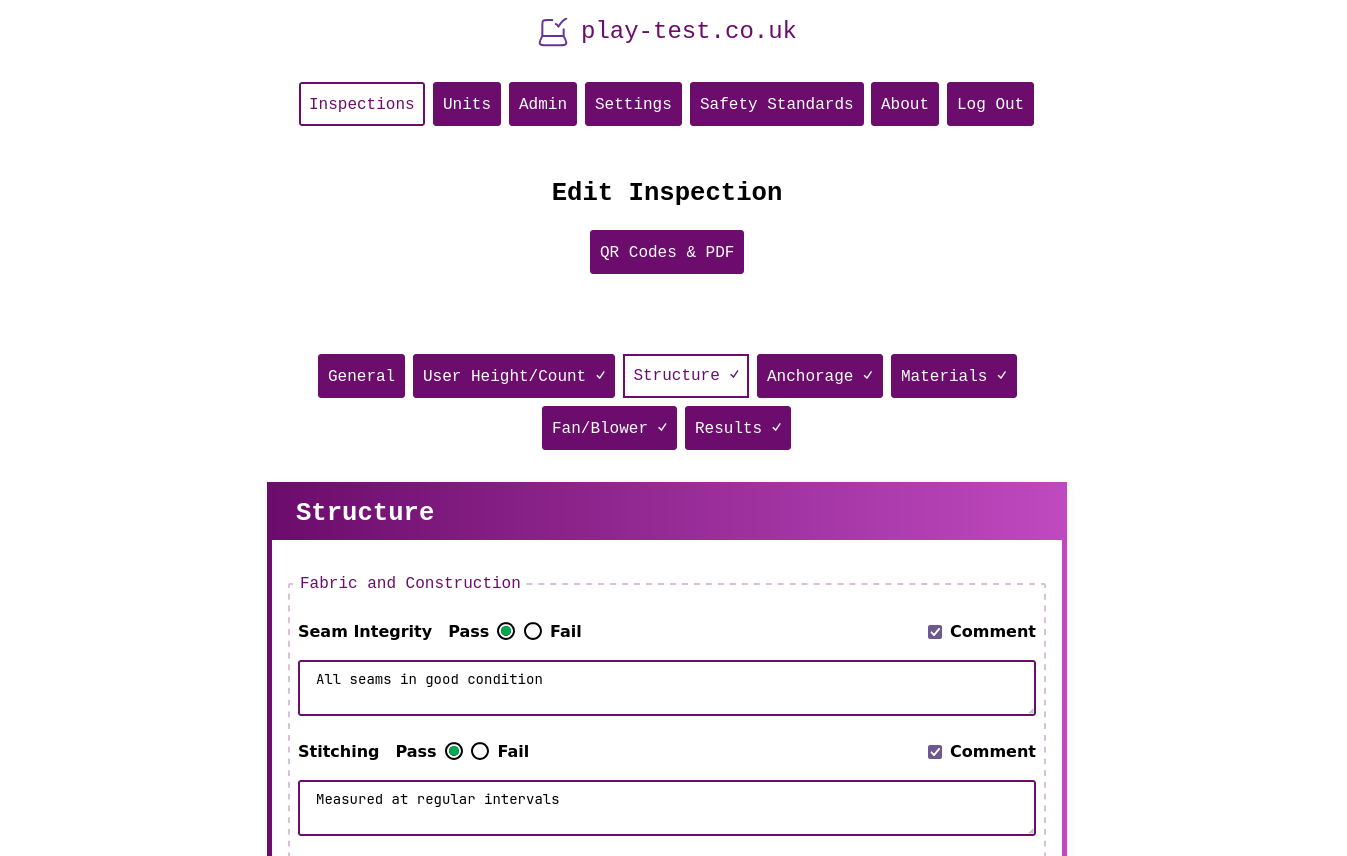 play-test.co.uk
Inspections Units Admin Settings Safety Standards About Log Out
Edit Inspection
QR Codes & PDF
General User Height/Count ✓ Structure ✓ Anchorage ✓ Materials ✓
Fan/Blower ✓ Results ✓
Structure
Fabric and Construction
Seam Integrity Pass Fail Comment
All seams in good condition
Stitching Pass Fail Comment
Measured at regular intervals